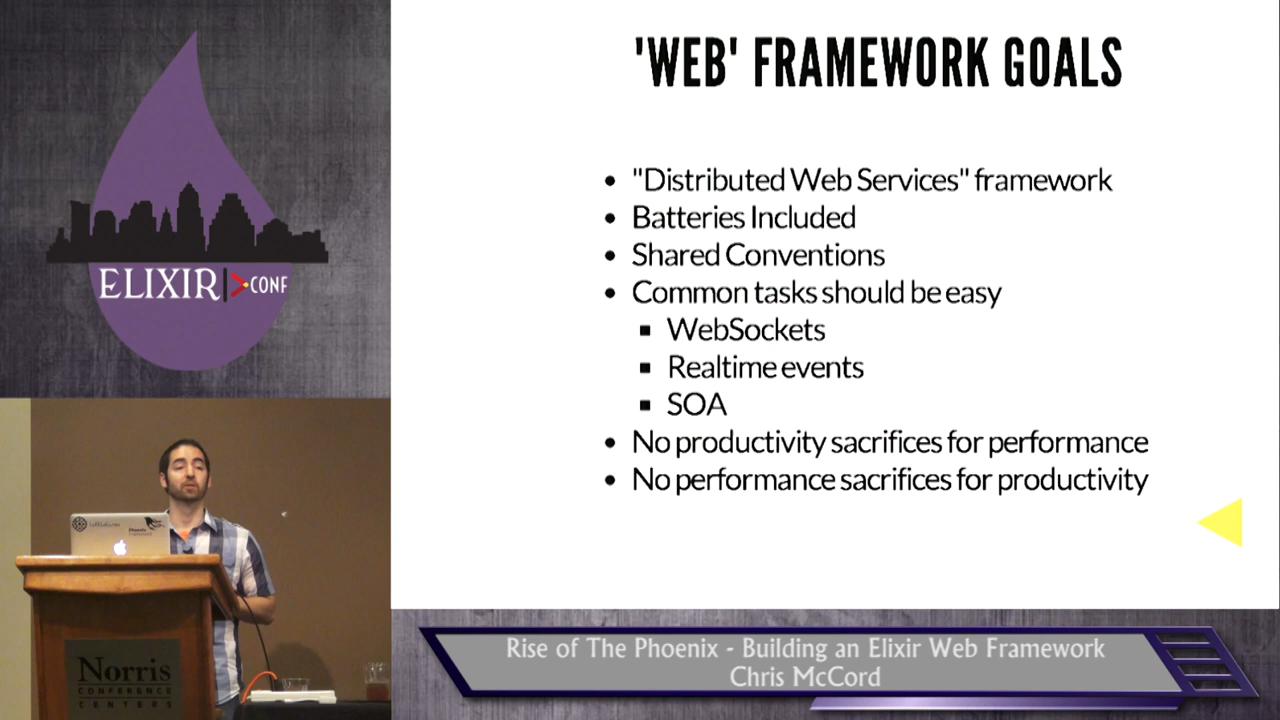 'WEB' FRAMEWORK GOALS
"Distributed Web Services" framework
Batteries Included
Shared Conventions
Common tasks should be easy
WebSockets
Realtime events
SOA
No productivity sacrifices for performance
No performance sacrifices for productivity
ELIXIR CONF
Phoenix
Norris
CONFERENCE
CENTERS
Rise of The Phoenix - Building an Elixir Web Framework
Chris McCord